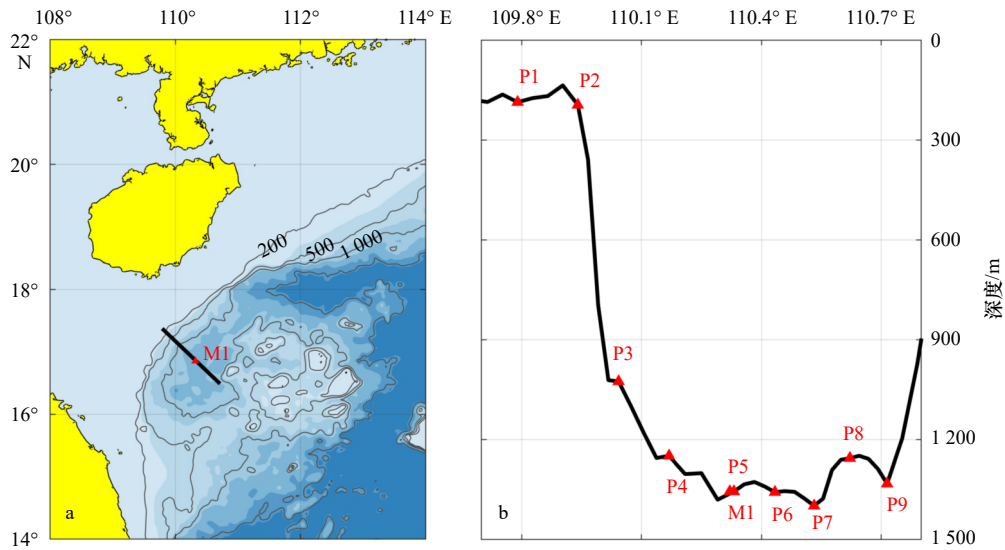 108° 110° 112° 114° E
22°
N
20°
18°
16°
14°
200
500
1 000
M1
a
109.8° E 110.1° E 110.4° E 110.7° E
0
300
600
900
1 200
1 500
深度/m
P1
P2
P3
P4
P5
M1
P6
P7
P8
P9
b